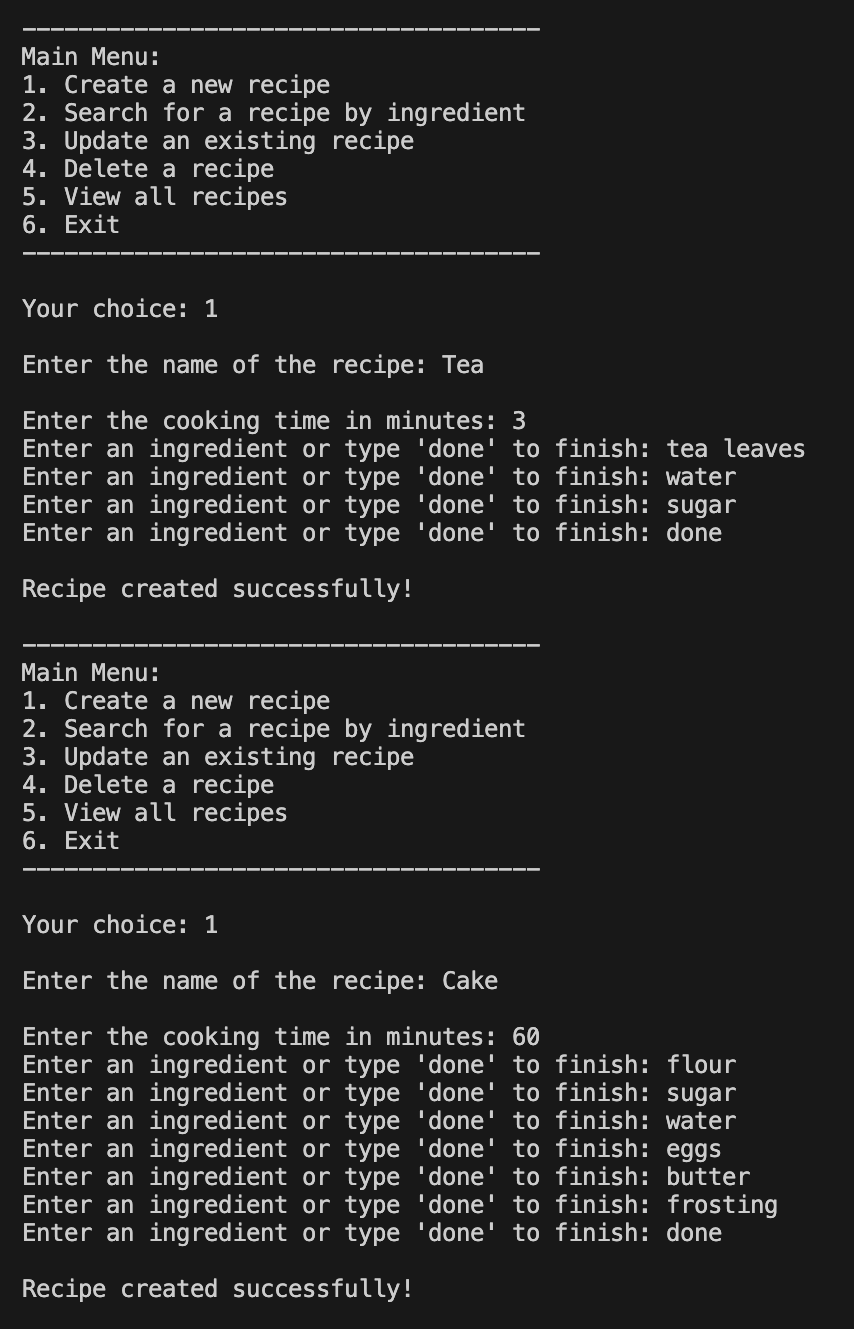 -------------------------------------
Main Menu:
1. Create a new recipe
2. Search for a recipe by ingredient
3. Update an existing recipe
4. Delete a recipe
5. View all recipes
6. Exit
-------------------------------------
Your choice: 1
Enter the name of the recipe: Tea
Enter the cooking time in minutes: 3
Enter an ingredient or type 'done' to finish: tea leaves
Enter an ingredient or type 'done' to finish: water
Enter an ingredient or type 'done' to finish: sugar
Enter an ingredient or type 'done' to finish: done
Recipe created successfully!
-------------------------------------
Main Menu:
1. Create a new recipe
2. Search for a recipe by ingredient
3. Update an existing recipe
4. Delete a recipe
5. View all recipes
6. Exit
-------------------------------------
Your choice: 1
Enter the name of the recipe: Cake
Enter the cooking time in minutes: 60
Enter an ingredient or type 'done' to finish: flour
Enter an ingredient or type 'done' to finish: sugar
Enter an ingredient or type 'done' to finish: water
Enter an ingredient or type 'done' to finish: eggs
Enter an ingredient or type 'done' to finish: butter
Enter an ingredient or type 'done' to finish: frosting
Enter an ingredient or type 'done' to finish: done
Recipe created successfully!